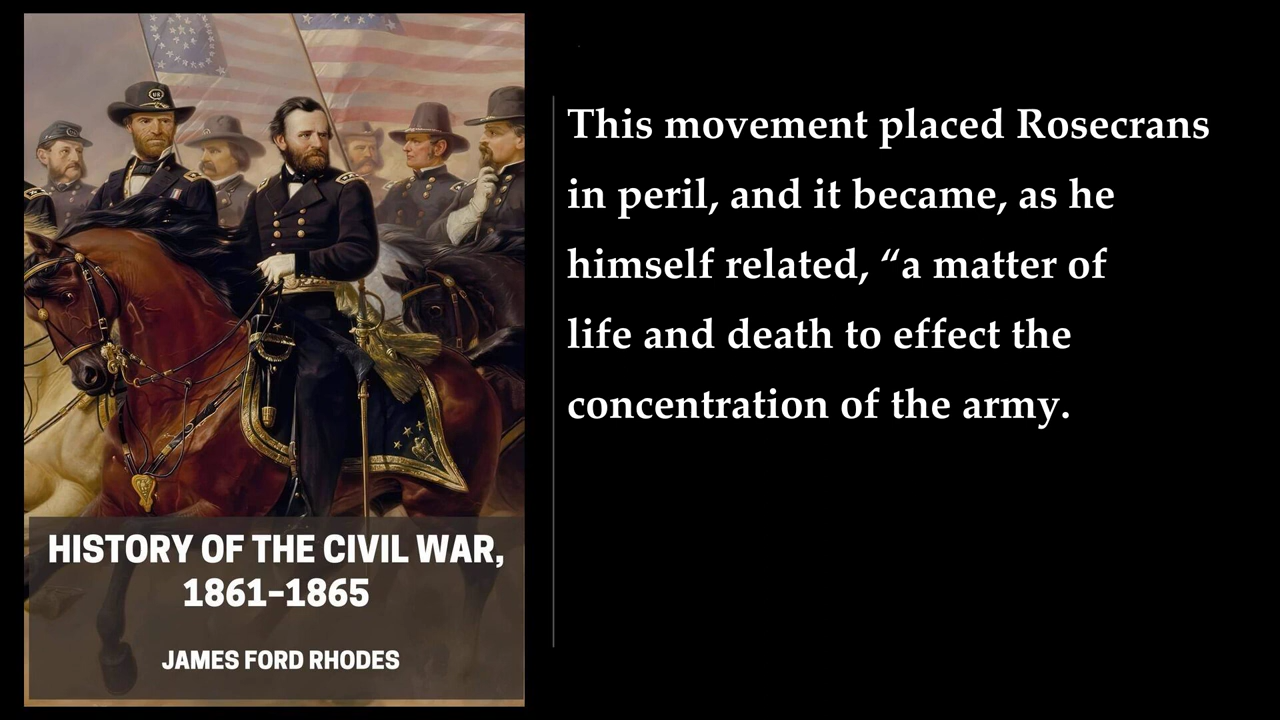 HISTORY OF THE CIVIL WAR,
1861–1865
JAMES FORD RHODES
This movement placed Rosecrans
in peril, and it became, as he
himself related, “a matter of
life and death to effect the
concentration of the army.